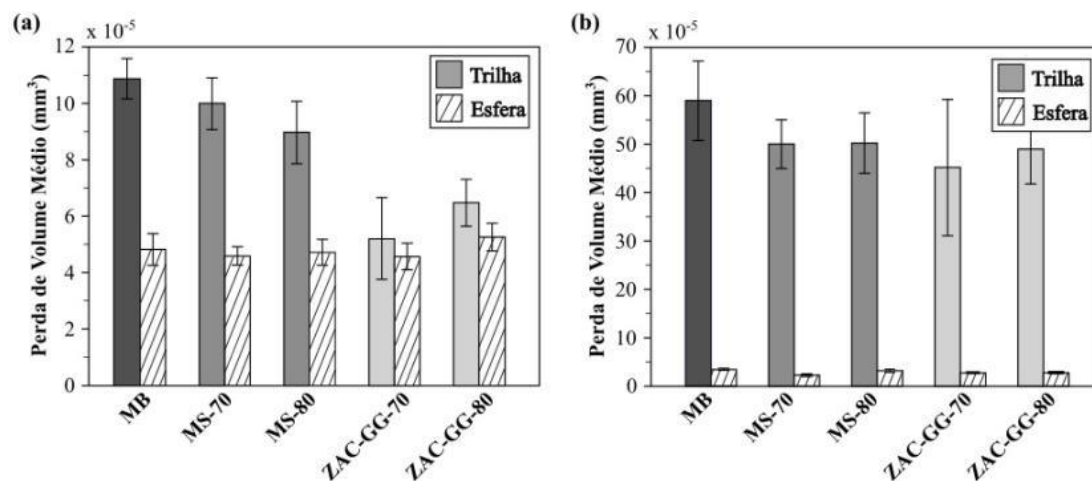 (a)
x 10-5
Perda de Volume Médio (mm³)
12
10
8
6
4
2
0
Trilha
Esfera
MB
MS-70
MS-80
ZAC-GG-70
ZAC-GG-80
(b)
x 10-5
Perda de Volume Médio (mm³)
70
60
50
40
30
20
10
0
Trilha
Esfera
MB
MS-70
MS-80
ZAC-GG-70
ZAC-GG-80